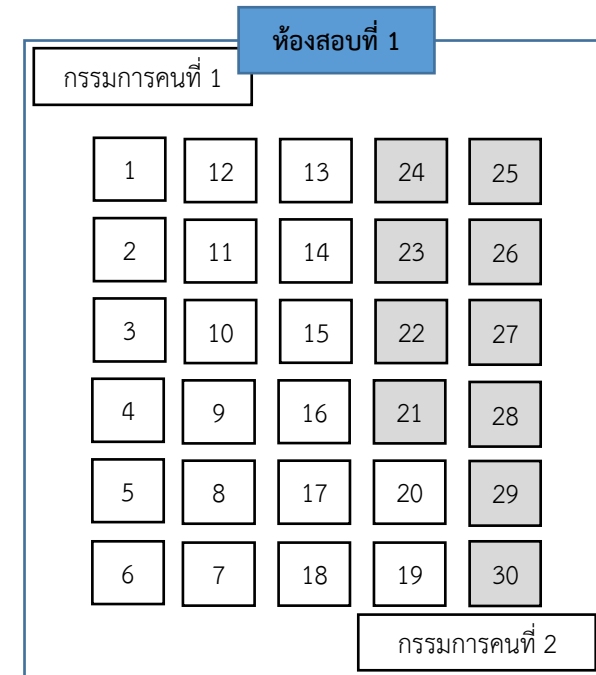 ห้องสอบที่ 1
กรรมการคนที่ 1
1 12 13 24 25
2 11 14 23 26
3 10 15 22 27
4 9 16 21 28
5 8 17 20 29
6 7 18 19 30
กรรมการคนที่ 2